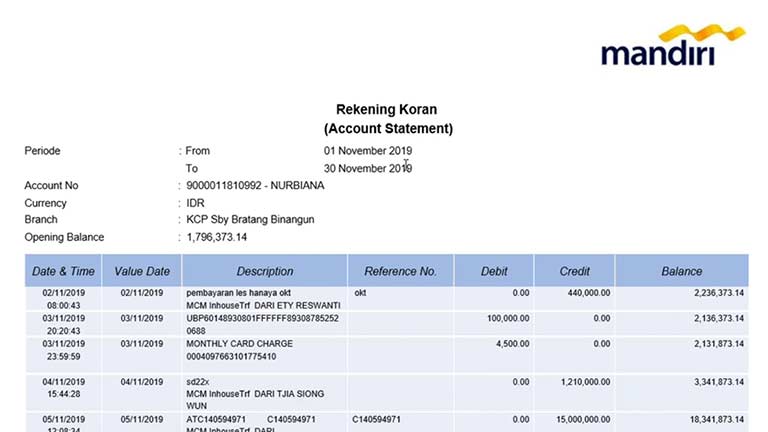 mandiri
Rekening Koran
(Account Statement)
Periode : From 01 November 2019
To 30 November 2019
Account No : 9000011810992 - NURBIANA
Currency : IDR
Branch : KCP Sby Bratang Binangun
Opening Balance : 1,796,373.14
Date & Time Value Date Description Reference No. Debit Credit Balance
02/11/2019 02/11/2019 pembayaran les hanaya okt okt 0.00 440,000.00 2,236,373.14
08:00:43 MCM InhouseTrf DARI ETY RESWANTI
03/11/2019 03/11/2019 UBP60148930801FFFFFF89308785252 100,000.00 0.00 2,136,373.14
20:20:43 0688
03/11/2019 03/11/2019 MONTHLY CARD CHARGE 4,500.00 0.00 2,131,873.14
23:59:59 0004097663101775410
04/11/2019 04/11/2019 sd22x 0.00 1,210,000.00 3,341,873.14
15:44:28 MCM InhouseTrf DARI TJIA SIONG
WUN
05/11/2019 05/11/2019 ATC140594971 C140594971 C140594971 0.00 15,000,000.00 18,341,873.14
12:08:34 MCM InhouseTrf DARI